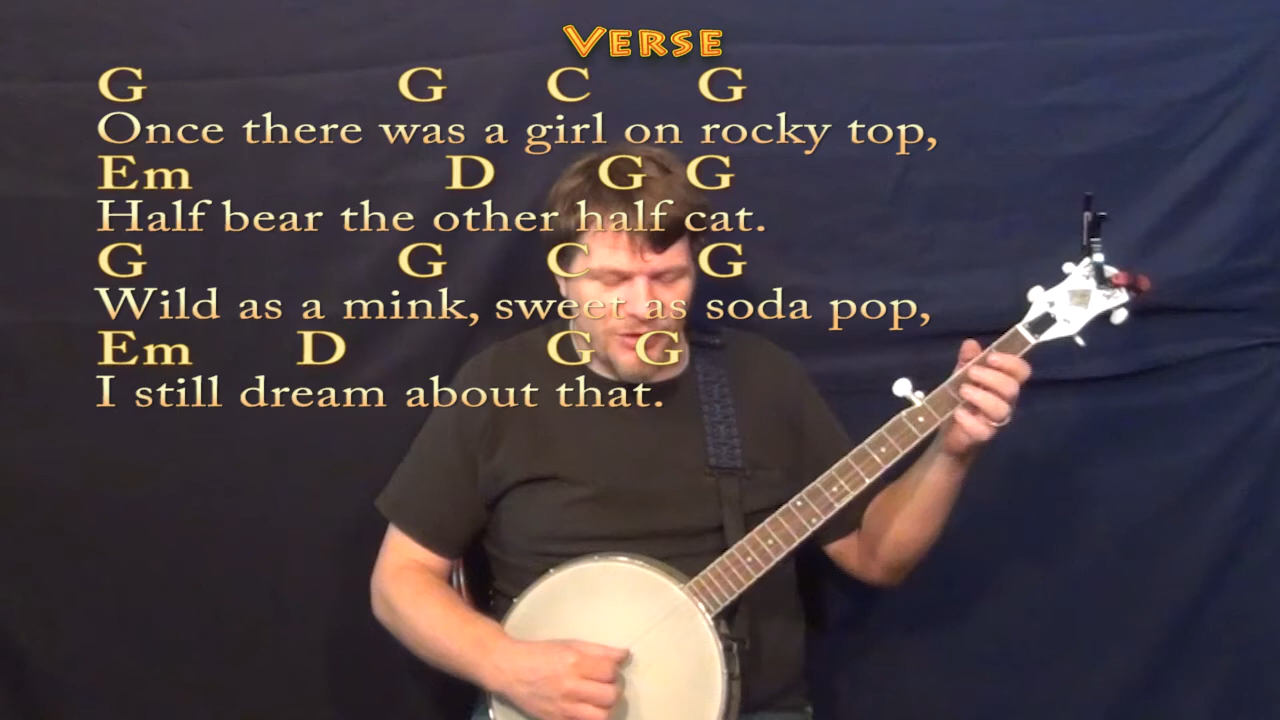 VERSE
G G C G
Once there was a girl on rocky top,
Em D G G
Half bear the other half cat.
G G C G
Wild as a mink, sweet as soda pop,
Em D G G
I still dream about that.